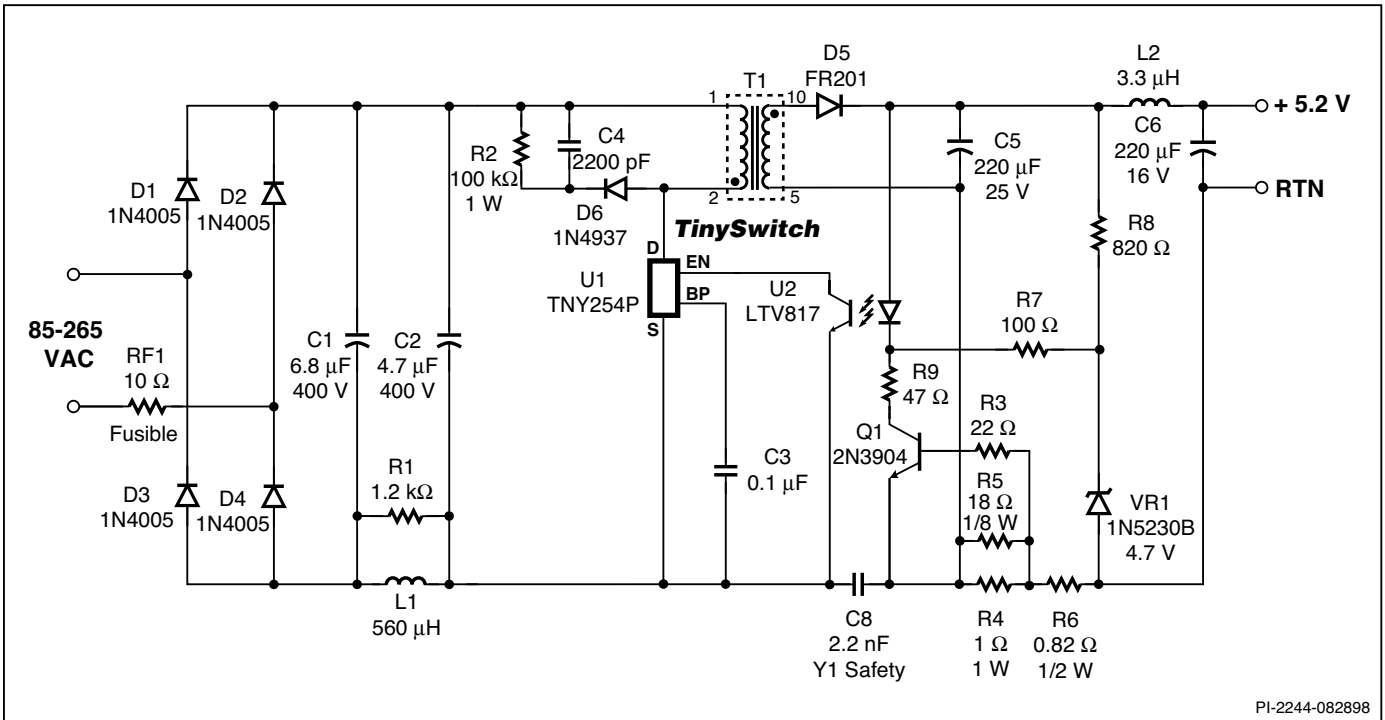 D5
FR201
L2
3.3 μH
T1
1
10
+ 5.2 V
R2
100 kΩ
1 W
C4
2200 pF
C5
220 μF
25 V
C6
220 μF
16 V
D1
1N4005
D2
1N4005
2
5
RTN
D6
1N4937
TinySwitch
R8
820 Ω
D
EN
BP
S
U1
TNY254P
U2
LTV817
R7
100 Ω
85-265
VAC
RF1
10 Ω
Fusible
C1
6.8 μF
400 V
C2
4.7 μF
400 V
R9
47 Ω
R3
22 Ω
Q1
2N3904
R1
1.2 kΩ
C3
0.1 μF
R5
18 Ω
1/8 W
D3
1N4005
D4
1N4005
VR1
1N5230B
4.7 V
L1
560 μH
C8
2.2 nF
Y1 Safety
R4
1 Ω
1 W
R6
0.82 Ω
1/2 W
PI-2244-082898